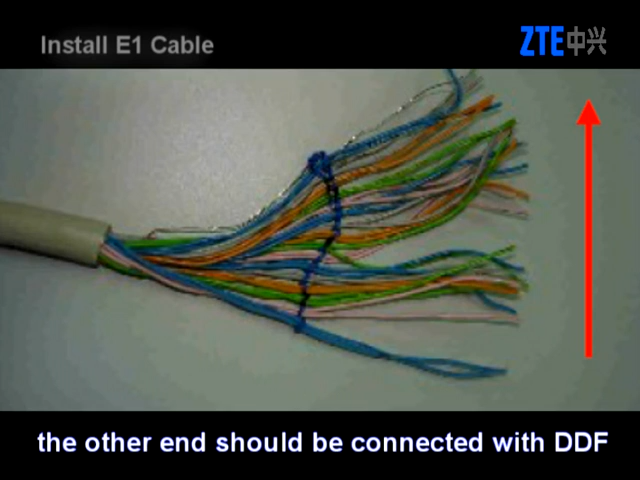 Install E1 Cable
ZTE中兴
the other end should be connected with DDF